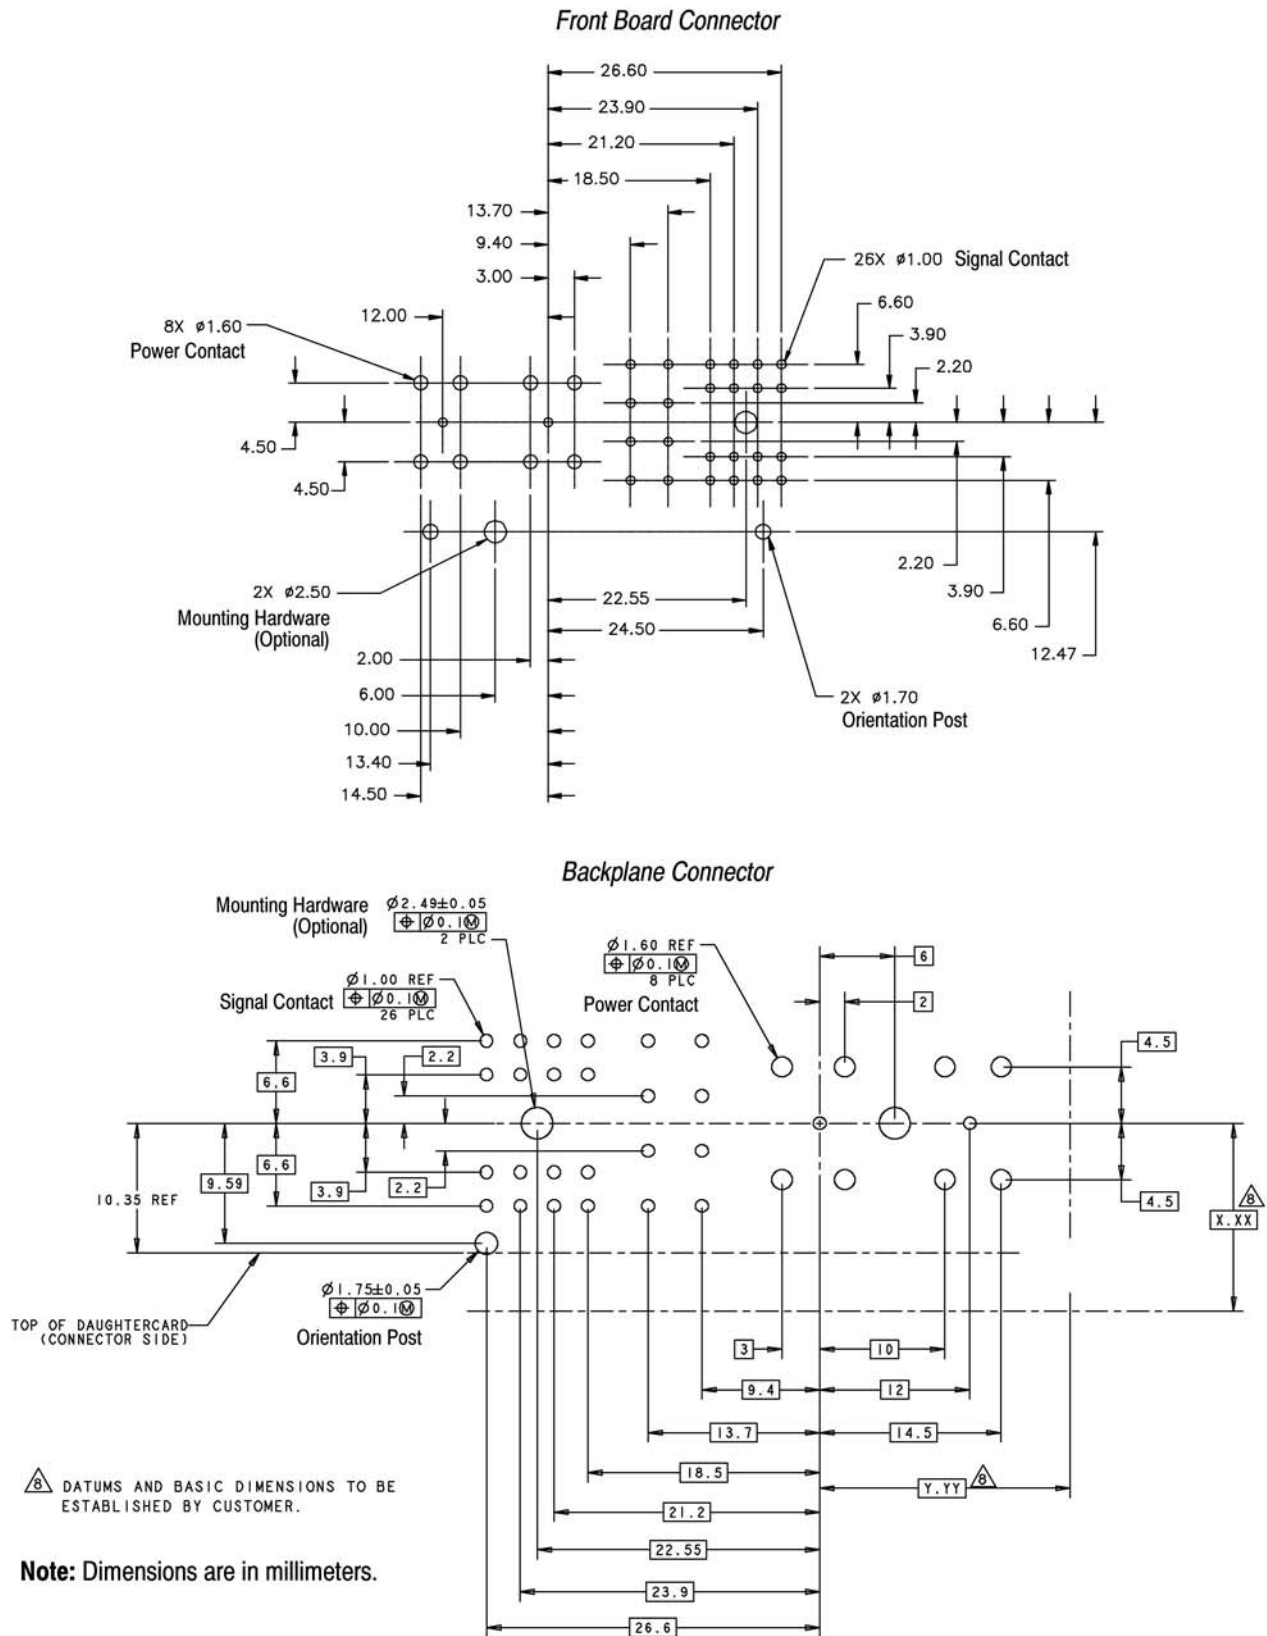 Front Board Connector
26.60
23.90
21.20
18.50
13.70
9.40
3.00
26X ø1.00 Signal Contact
6.60
12.00
8X ø1.60
Power Contact
3.90
2.20
4.50
4.50
2X ø2.50
Mounting Hardware
(Optional)
22.55
24.50
2.20
3.90
6.60
12.47
2.00
6.00
10.00
13.40
14.50
2X ø1.70
Orientation Post
Backplane Connector
Mounting Hardware
(Optional)
Ø2.49±0.05
⌖ Ø0.1Ⓜ
2 PLC
Ø1.60 REF
⌖ Ø0.1Ⓜ
8 PLC
Power Contact
6
2
Signal Contact
Ø1.00 REF
⌖ Ø0.1Ⓜ
26 PLC
3.9
2.2
6.6
4.5
6.6
9.59
3.9
2.2
10.35 REF
4.5
8
X.XX
TOP OF DAUGHTERCARD
(CONNECTOR SIDE)
Ø1.75±0.05
⌖ Ø0.1Ⓜ
Orientation Post
3
10
9.4
12
13.7
14.5
18.5
Y.YY
8
8 DATUMS AND BASIC DIMENSIONS TO BE
ESTABLISHED BY CUSTOMER.
21.2
22.55
Note: Dimensions are in millimeters.
23.9
26.6